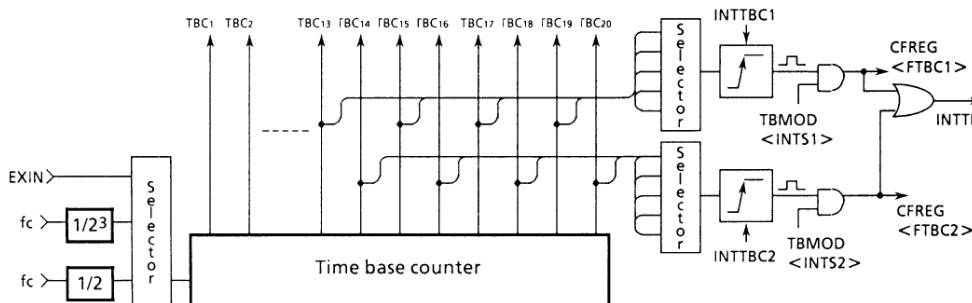 TBC1 TBC2 TBC13 TBC14 TBC15 TBC16 TBC17 TBC18 TBC19 TBC20
Selector
INTTBC1
CFREG
<FTBC1>
TBMOD
<INTS1>
EXIN
fc
1/2³
fc
1/2
Selector
Time base counter
Selector
INTTBC2
TBMOD
<INTS2>
CFREG
<FTBC2>